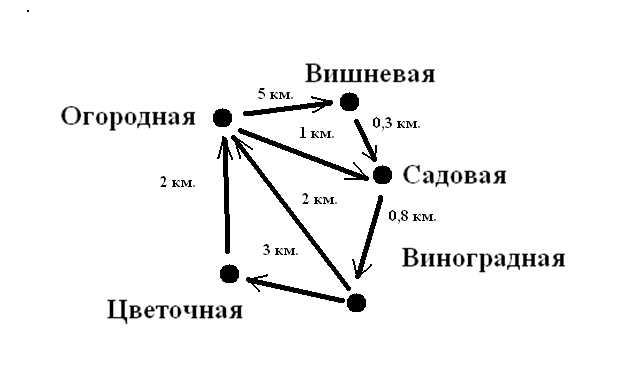 Вишневая
5 км.
Огородная
0,3 км.
1 км.
Садовая
2 км.
2 км.
0,8 км.
3 км.
Виноградная
Цветочная